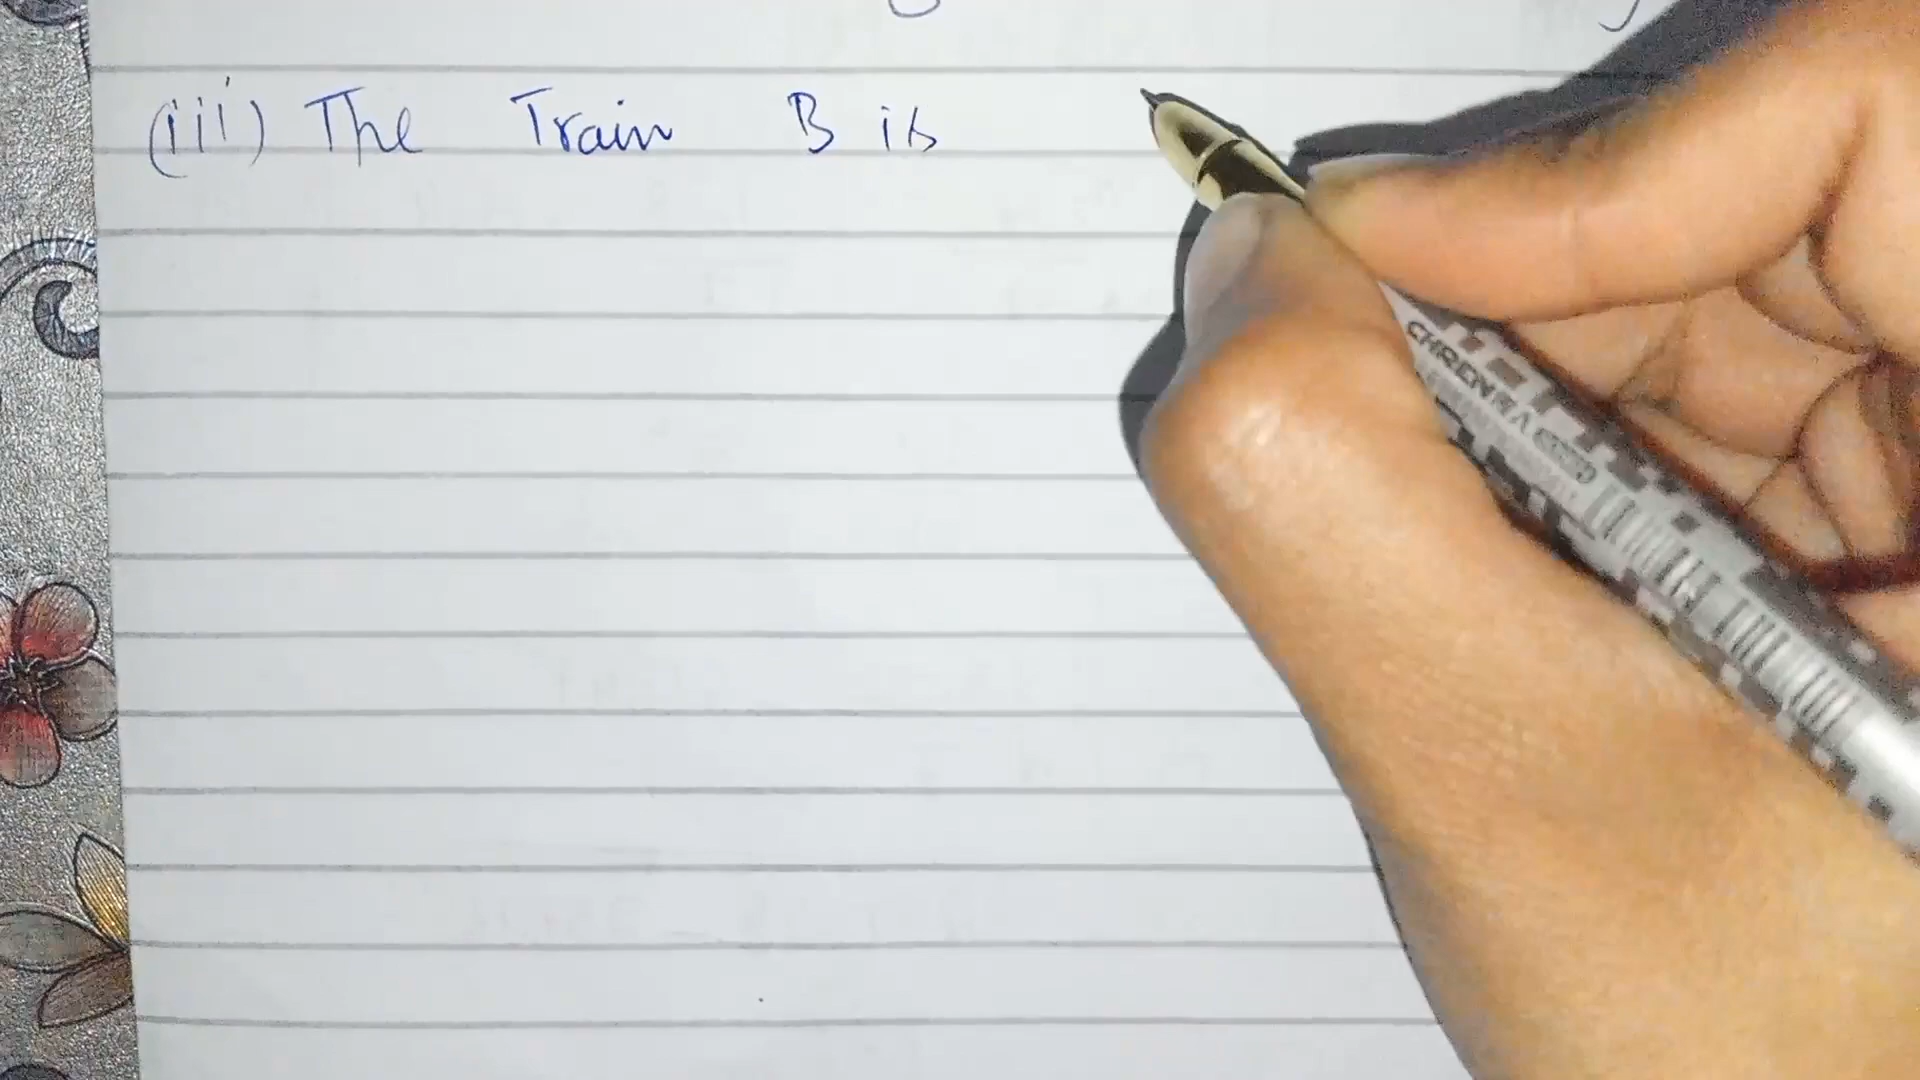 (iii) The Train B is